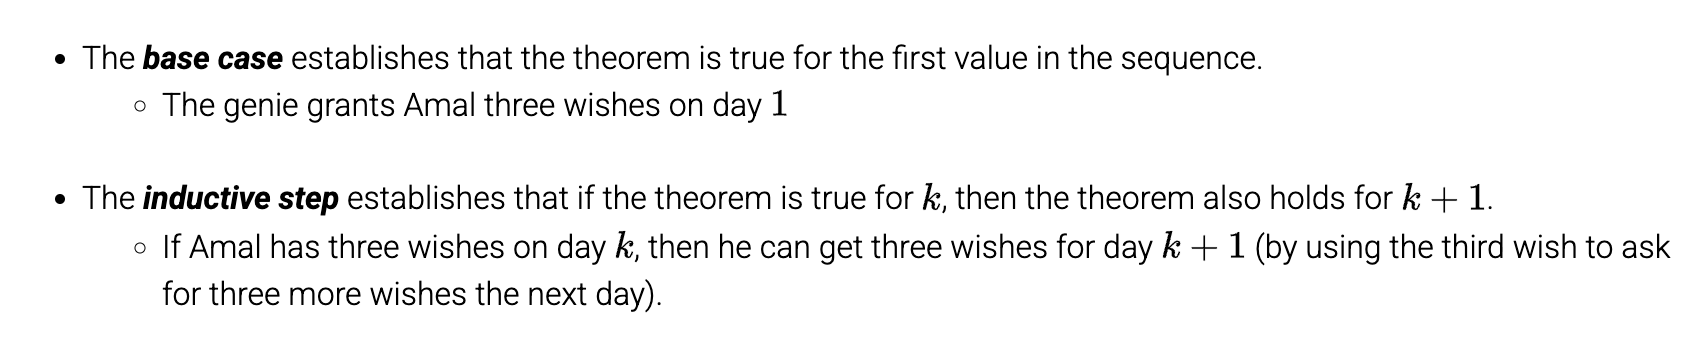 • The base case establishes that the theorem is true for the first value in the sequence.
◦ The genie grants Amal three wishes on day 1
• The inductive step establishes that if the theorem is true for k, then the theorem also holds for k + 1.
◦ If Amal has three wishes on day k, then he can get three wishes for day k + 1 (by using the third wish to ask
for three more wishes the next day).